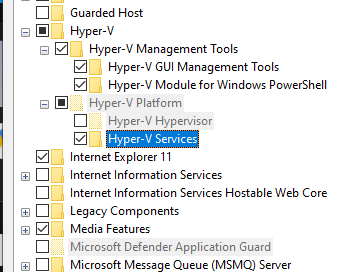 Guarded Host
Hyper-V
Hyper-V Management Tools
Hyper-V GUI Management Tools
Hyper-V Module for Windows PowerShell
Hyper-V Platform
Hyper-V Hypervisor
Hyper-V Services
Internet Explorer 11
Internet Information Services
Internet Information Services Hostable Web Core
Legacy Components
Media Features
Microsoft Defender Application Guard
Microsoft Message Queue (MSMQ) Server